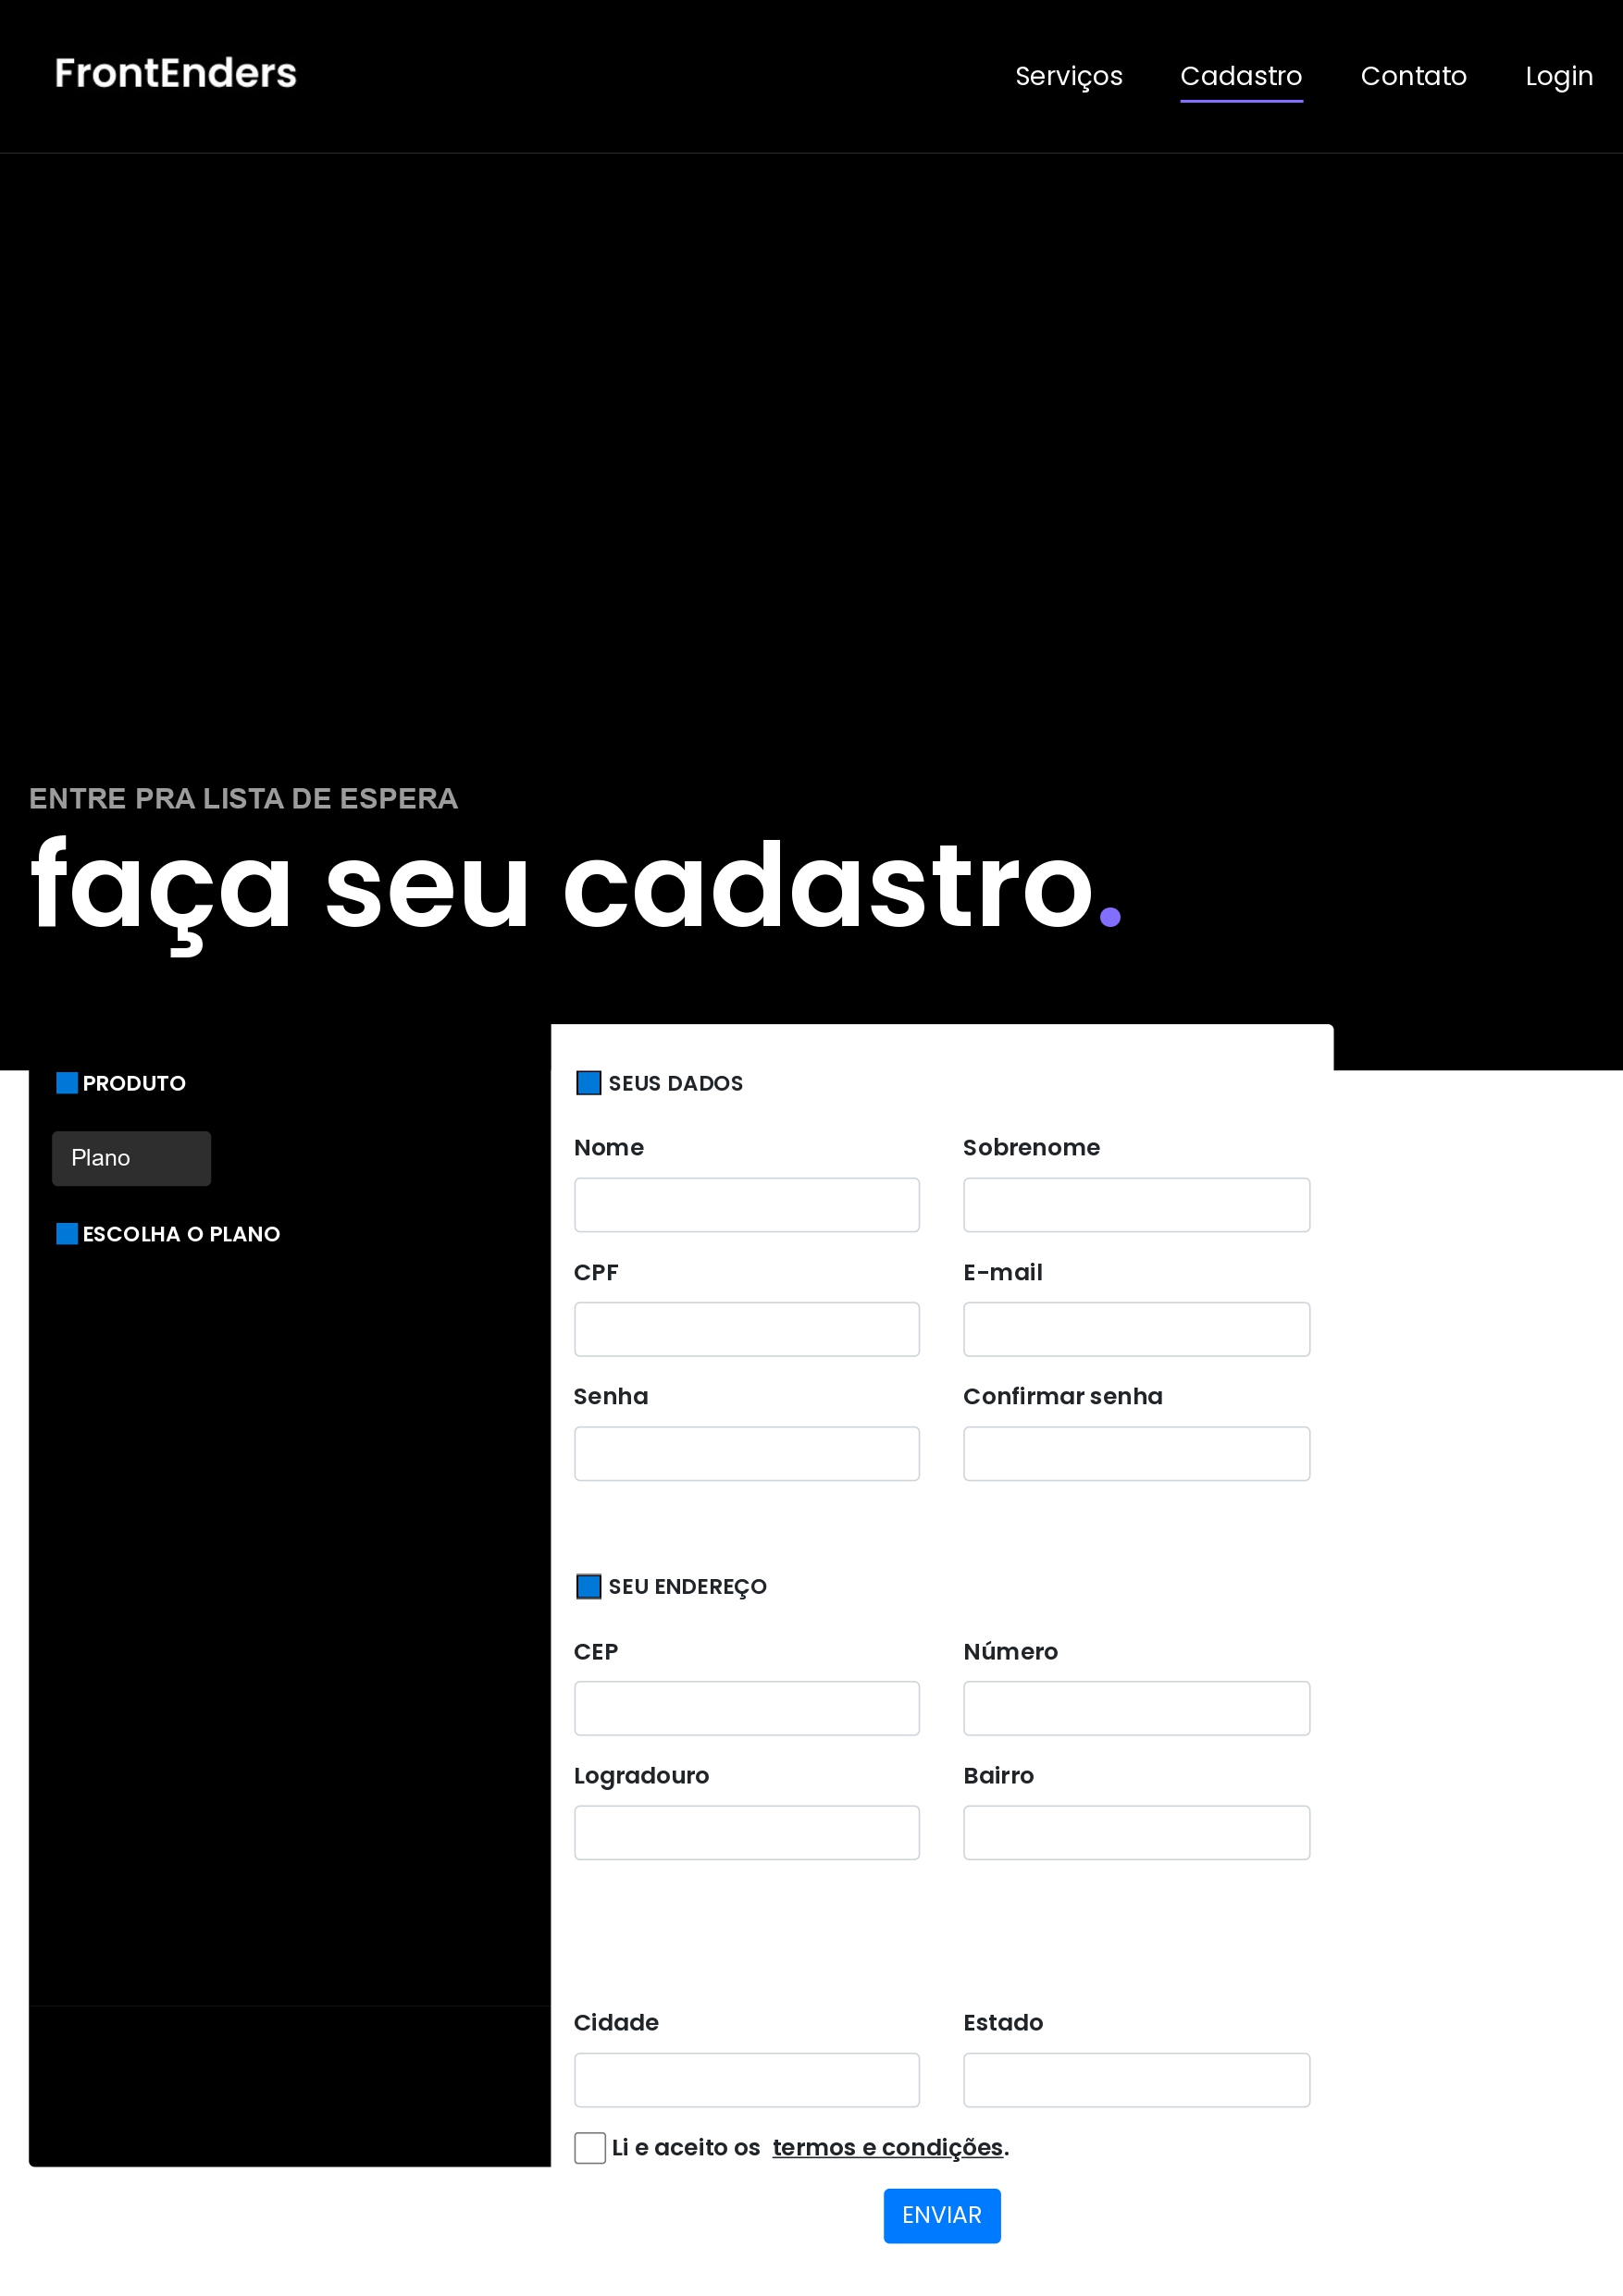 FrontEnders
Serviços Cadastro Contato Login
ENTRE PRA LISTA DE ESPERA
faça seu cadastro.
PRODUTO
Plano
ESCOLHA O PLANO
SEUS DADOS
Nome Sobrenome
CPF E-mail
Senha Confirmar senha
SEU ENDEREÇO
CEP Número
Logradouro Bairro
Cidade Estado
Li e aceito os termos e condições.
ENVIAR